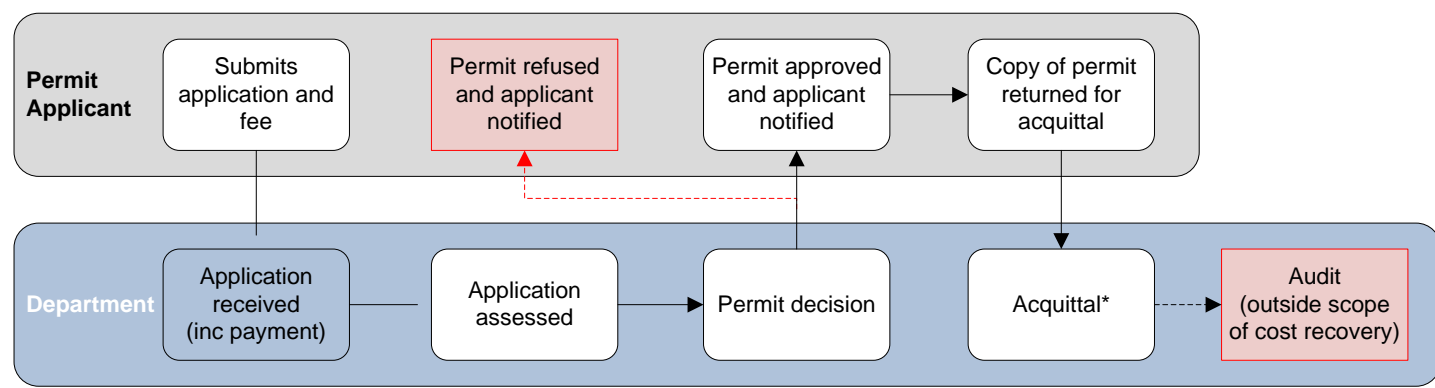 Permit
Applicant
Submits
application and
fee
Permit refused
and applicant
notified
Permit approved
and applicant
notified
Copy of permit
returned for
acquittal
Department
Application
received
(inc payment)
Application
assessed
Permit decision
Acquittal*
Audit
(outside scope
of cost recovery)